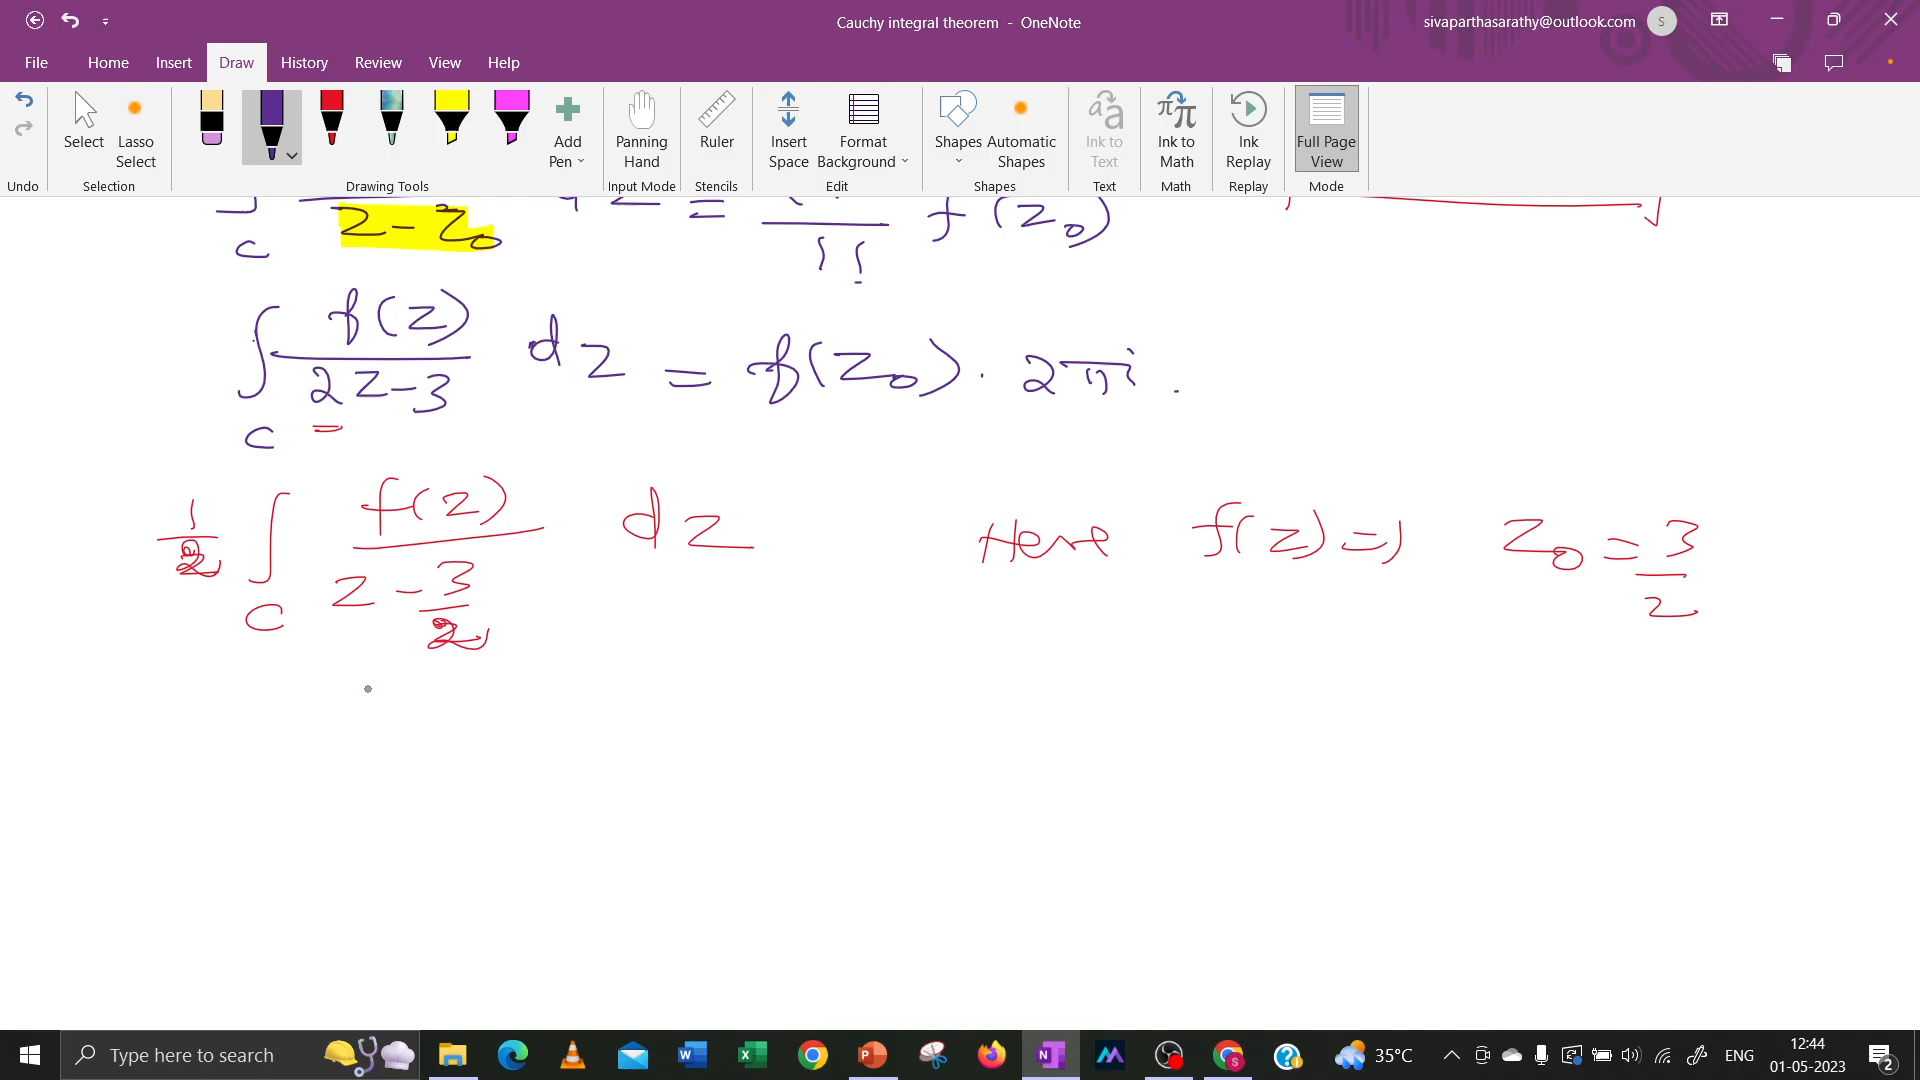 Cauchy integral theorem - OneNote
sivaparthasarathy@outlook.com S
File Home Insert Draw History Review View Help
Select Lasso Select Add Pen Panning Hand Ruler Insert Space Format Background Shapes Automatic Shapes Ink to Text Ink to Math Ink Replay Full Page View
Undo Selection Drawing Tools Input Mode Stencils Edit Shapes Text Math Replay Mode
∫ c z - z₀ dz = 1! f(z₀)
∫ c f(z) / 2z-3 dz = f(z₀) . 2πi .
1/2 ∫ c f(z) / z - 3/2 dz Here f(z)=1 z₀ = 3/2
Type here to search 35°C ENG 12:44
01-05-2023 2